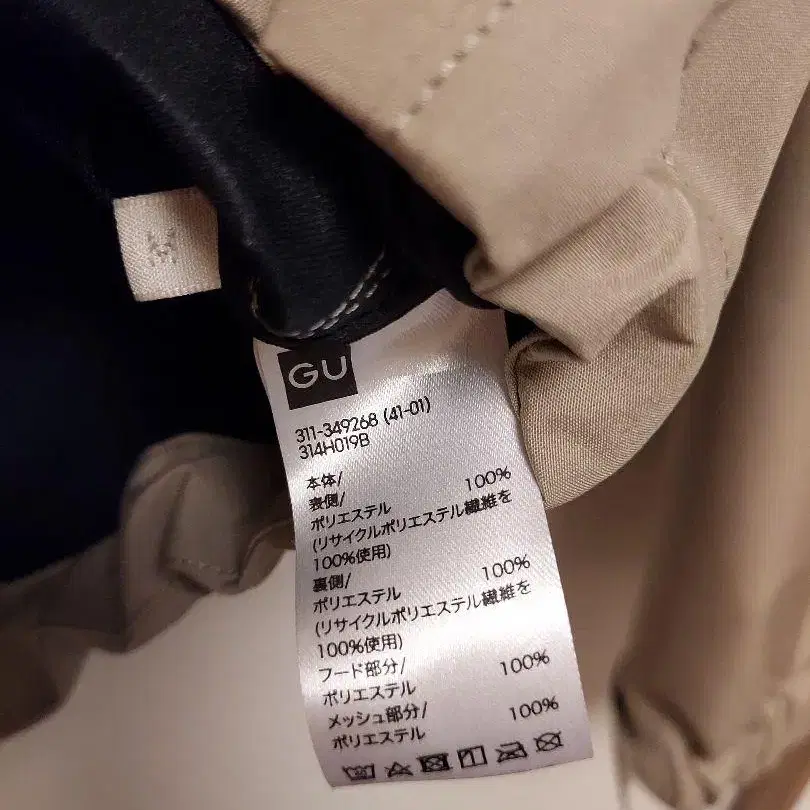 M
GU
311-349268 (41-01)
314H019B
本体/
表側/
ポリエステル 100%
(リサイクルポリエステル繊維を
100%使用)
裏側/
ポリエステル 100%
(リサイクルポリエステル繊維を
100%使用)
フード部分/
ポリエステル 100%
メッシュ部分/
ポリエステル 100%